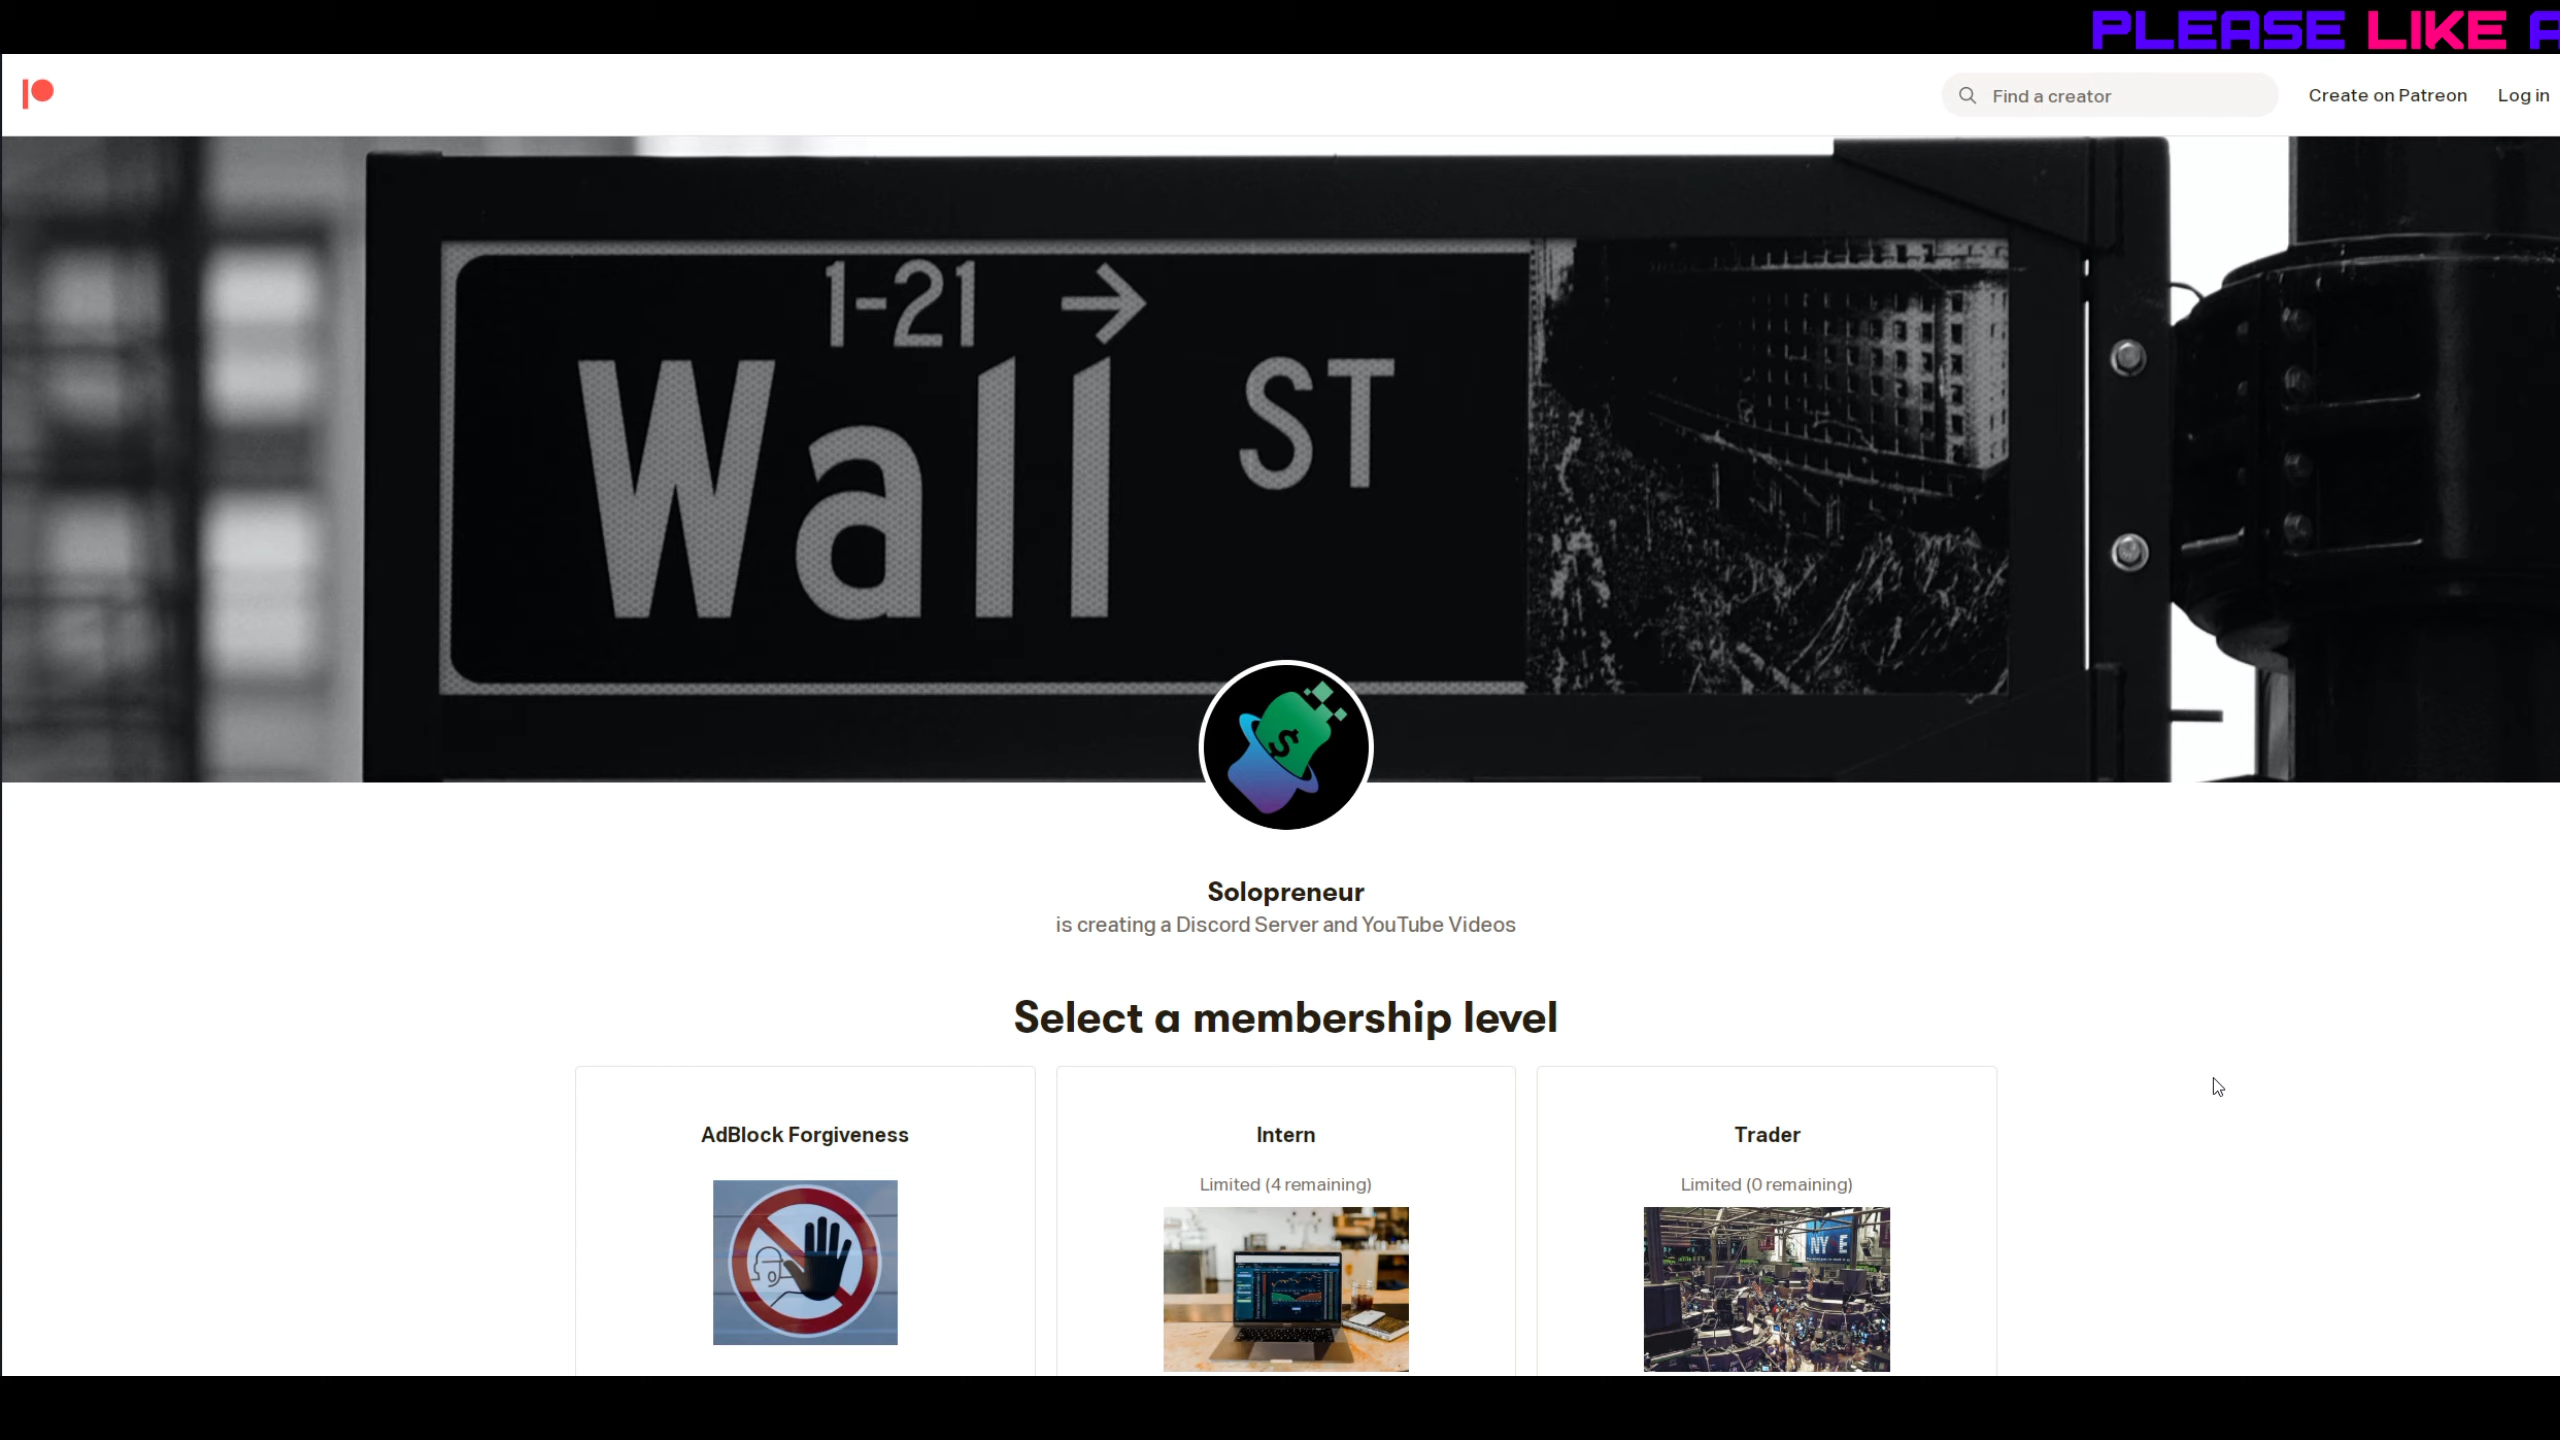 PLEASE LIKE
Find a creator
Create on Patreon
Log in
1-21 →
Wall ST
$
Solopreneur
is creating a Discord Server and YouTube Videos
Select a membership level
AdBlock Forgiveness
Intern
Trader
Limited (4 remaining)
Limited (0 remaining)
NY E